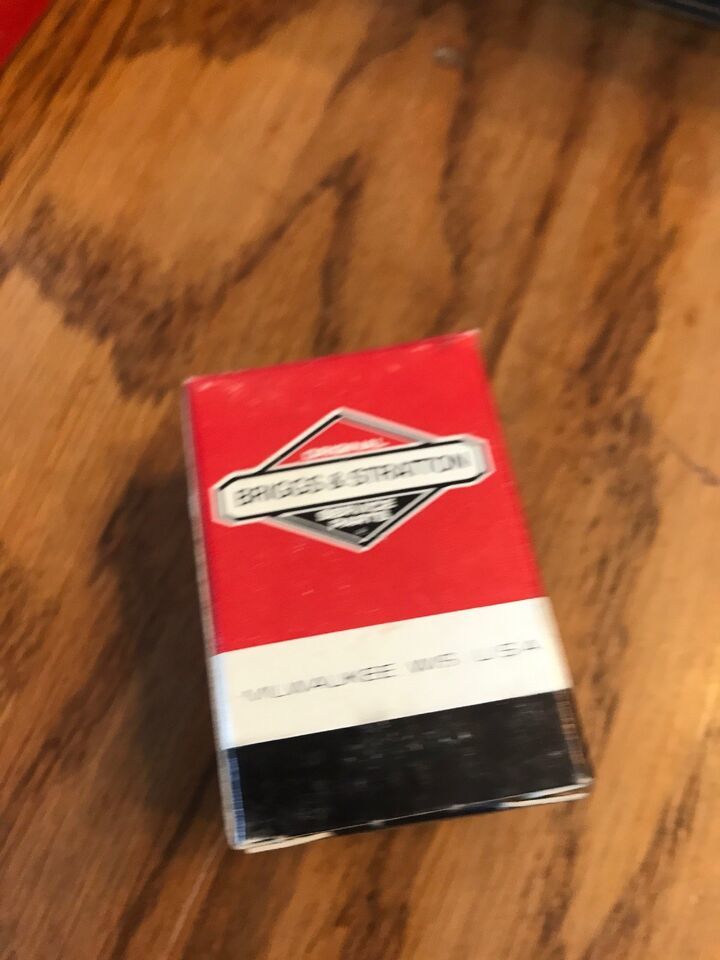 ORIGINAL
BRIGGS & STRATTON
SERVICE
PARTS
MILWAUKEE WIS USA